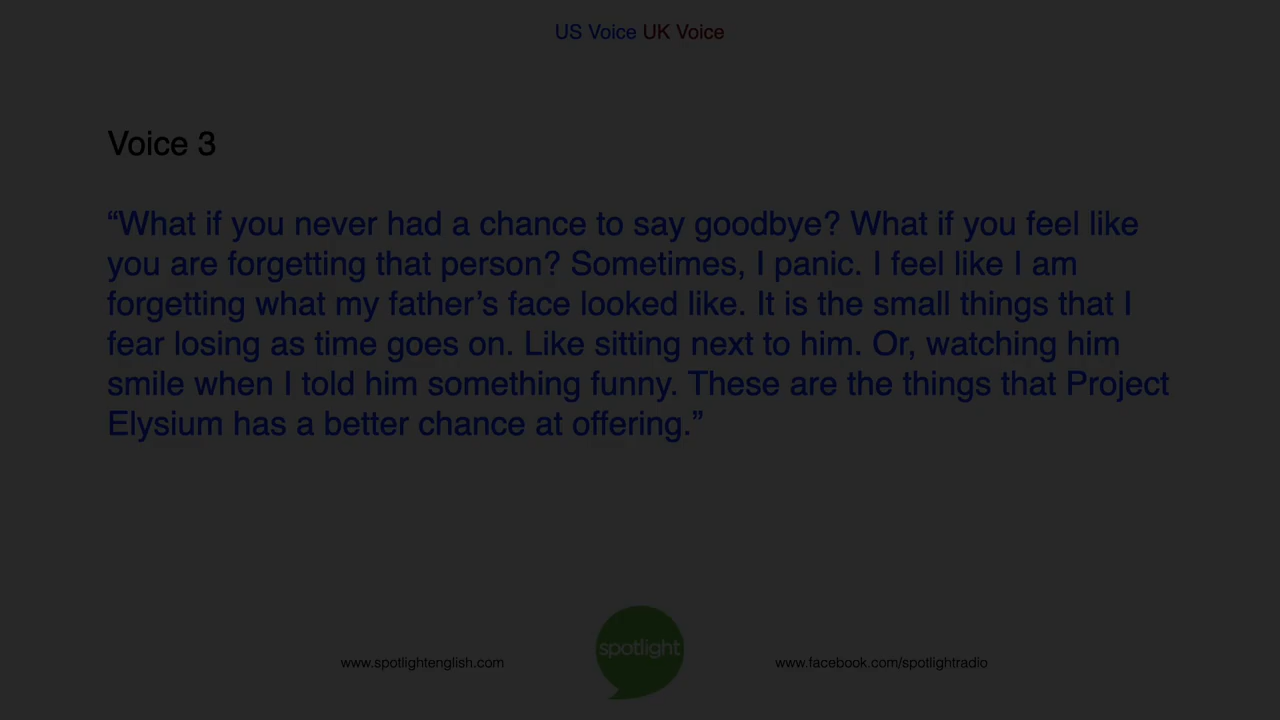 US Voice UK Voice
Voice 3
“What if you never had a chance to say goodbye? What if you feel like
you are forgetting that person? Sometimes, I panic. I feel like I am
forgetting what my father’s face looked like. It is the small things that I
fear losing as time goes on. Like sitting next to him. Or, watching him
smile when I told him something funny. These are the things that Project
Elysium has a better chance at offering.”
spotlight
www.spotlightenglish.com
www.facebook.com/spotlightradio